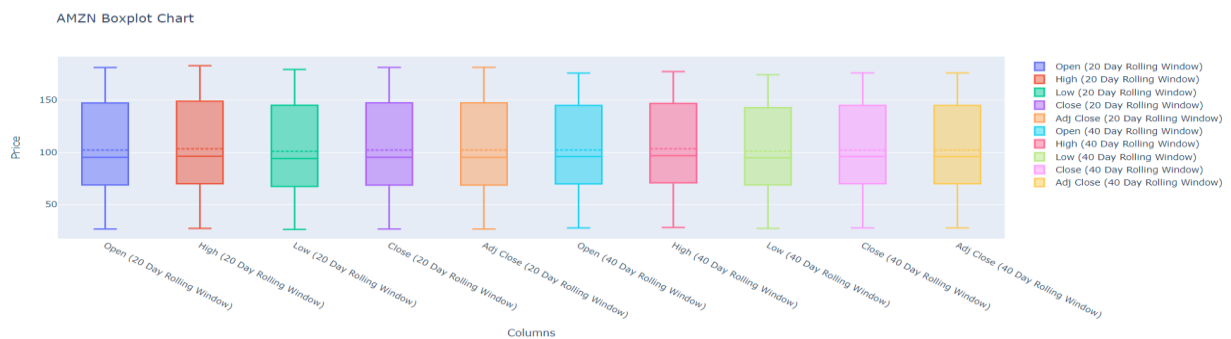 AMZN Boxplot Chart
150
100
50
Price
Open (20 Day Rolling Window)
High (20 Day Rolling Window)
Low (20 Day Rolling Window)
Close (20 Day Rolling Window)
Adj Close (20 Day Rolling Window)
Open (40 Day Rolling Window)
High (40 Day Rolling Window)
Low (40 Day Rolling Window)
Close (40 Day Rolling Window)
Adj Close (40 Day Rolling Window)
Columns
Open (20 Day Rolling Window)
High (20 Day Rolling Window)
Low (20 Day Rolling Window)
Close (20 Day Rolling Window)
Adj Close (20 Day Rolling Window)
Open (40 Day Rolling Window)
High (40 Day Rolling Window)
Low (40 Day Rolling Window)
Close (40 Day Rolling Window)
Adj Close (40 Day Rolling Window)